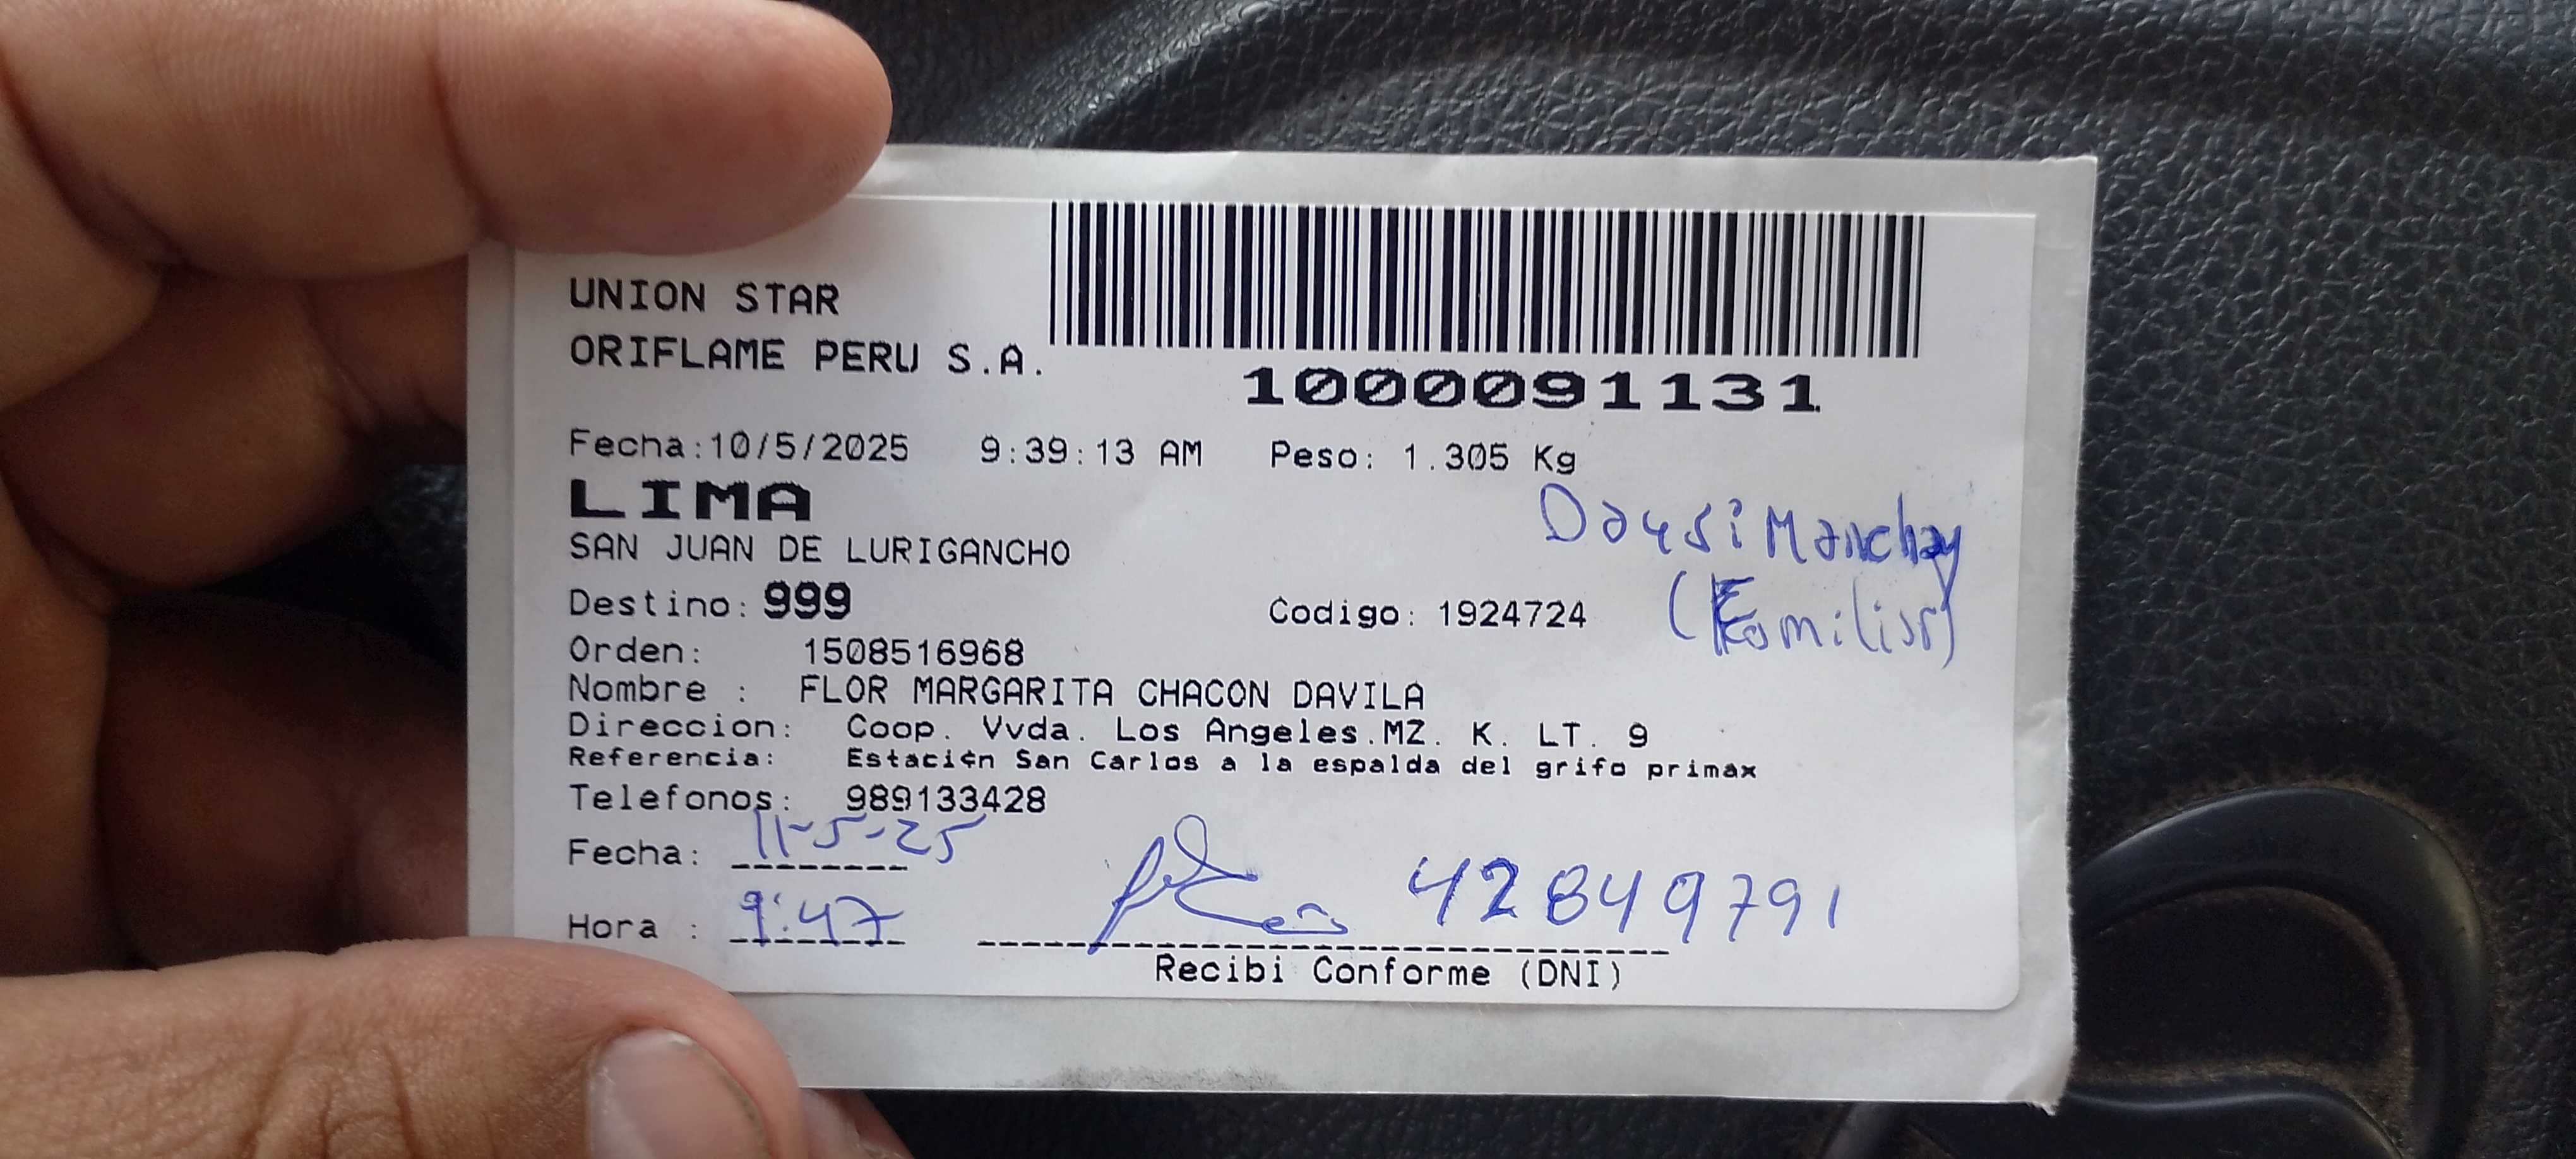 UNION STAR
ORIFLAME PERU S.A.
1000091131
Fecha:10/5/2025 9:39:13 AM Peso: 1.305 Kg
LIMA
SAN JUAN DE LURIGANCHO
Daysi Manchay
(Familiar)
Destino: 999 Codigo: 1924724
Orden: 1508516968
Nombre : FLOR MARGARITA CHACON DAVILA
Direccion: Coop. Vvda. Los Angeles.MZ. K. LT. 9
Referencia: Estaci¢n San Carlos a la espalda del grifo primax
Telefonos: 989133428
Fecha: 11-5-25
Hora : 9:47 42849791
Recibi Conforme (DNI)